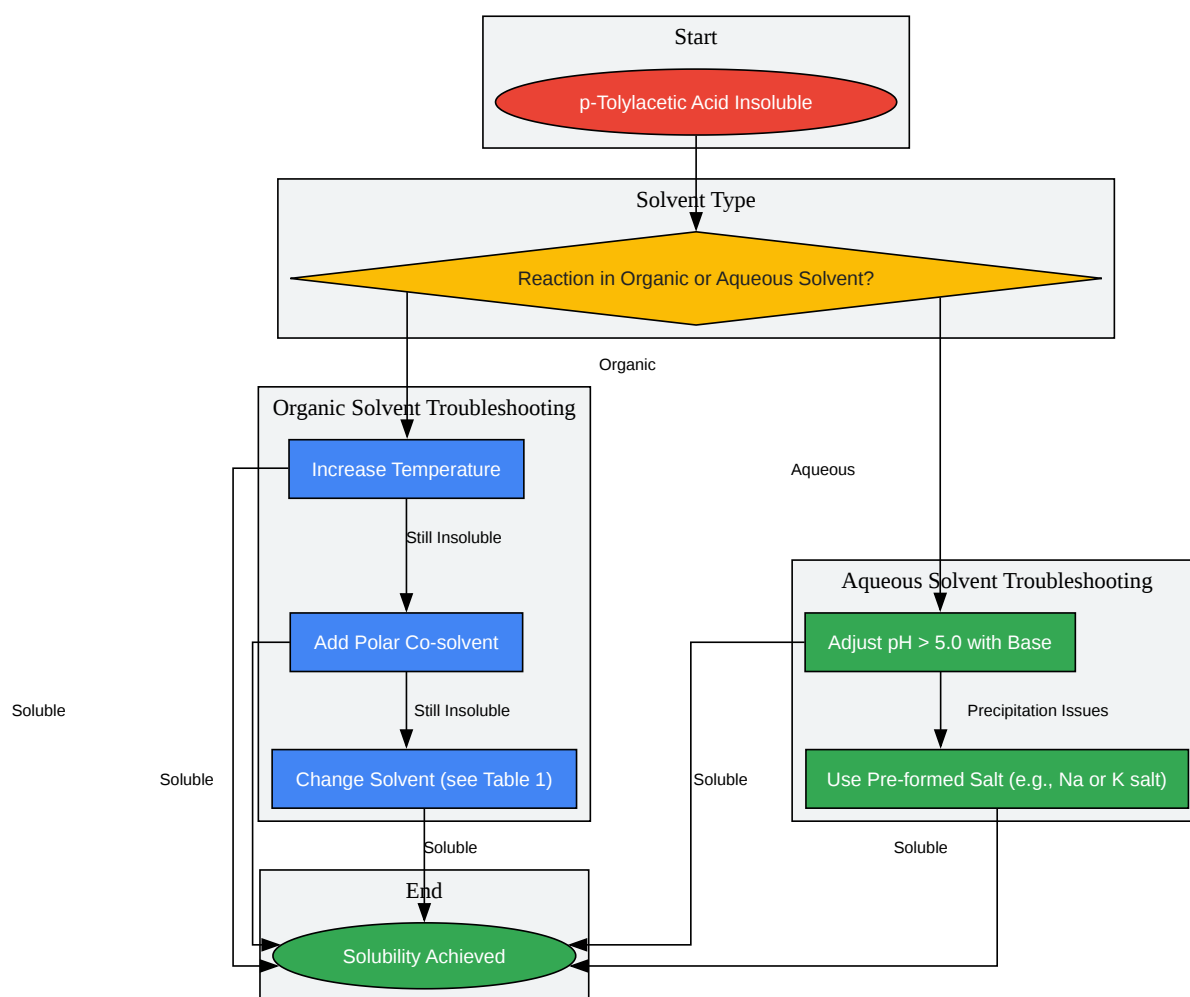 Start
p-Tolylacetic Acid Insoluble
Solvent Type
Reaction in Organic or Aqueous Solvent?
Organic
Organic Solvent Troubleshooting
Increase Temperature
Aqueous
Still Insoluble
Aqueous Solvent Troubleshooting
Add Polar Co-solvent
Adjust pH > 5.0 with Base
Soluble
Still Insoluble
Precipitation Issues
Soluble
Change Solvent (see Table 1)
Soluble
Use Pre-formed Salt (e.g., Na or K salt)
Soluble
Soluble
End
Solubility Achieved